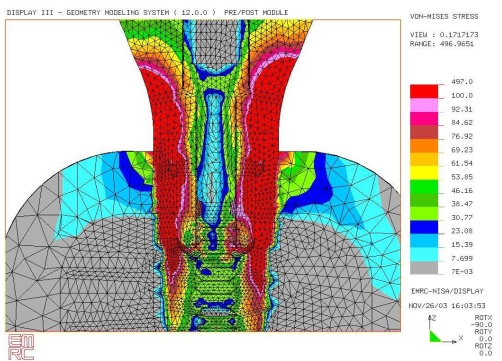 DISPLAY III - GEOMETRY MODELING SYSTEM ( 12.0.0 ) PRE/POST MODULE
VON-MISES STRESS
VIEW : 0.1717173
RANGE: 496.9651
497.0
100.0
92.31
84.62
76.92
69.23
61.54
53.85
46.16
38.47
30.77
23.08
15.39
7.699
7E-03
EMRC-NISA/DISPLAY
NOV/26/03 16:03:53
Z
X
ROTX
-90.0
ROTY
0.0
ROTZ
0.0
EM
RC